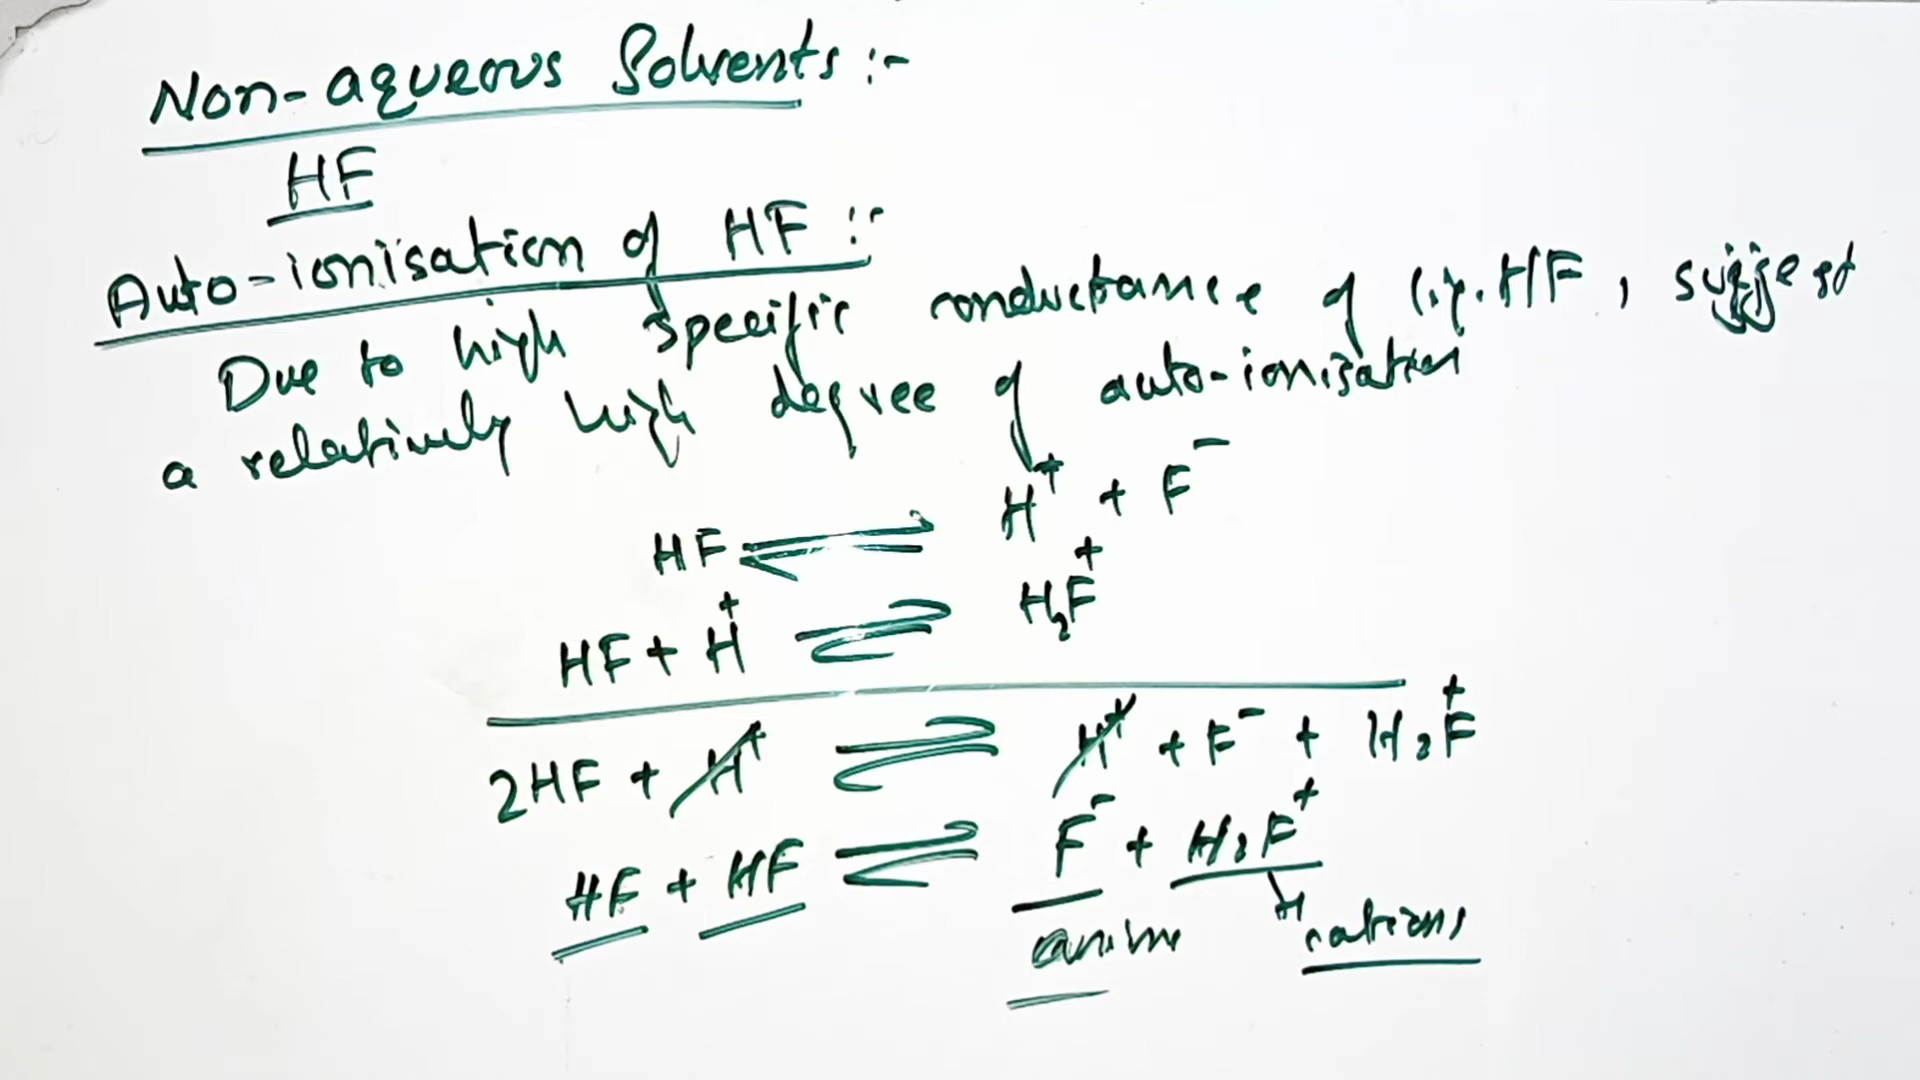 Non-aqueous Solvents :-
HF
Auto-ionisation of HF :-
Due to high specific conductance of liq. HF, suggest
a relatively high degree of auto-ionisation
HF ⇌ H⁺ + F⁻
HF + H⁺ ⇌ H₂F⁺
2HF + H⁺ ⇌ H⁺ + F⁻ + H₂F⁺
HF + HF ⇌ F⁻ + H₂F⁺
anion cations